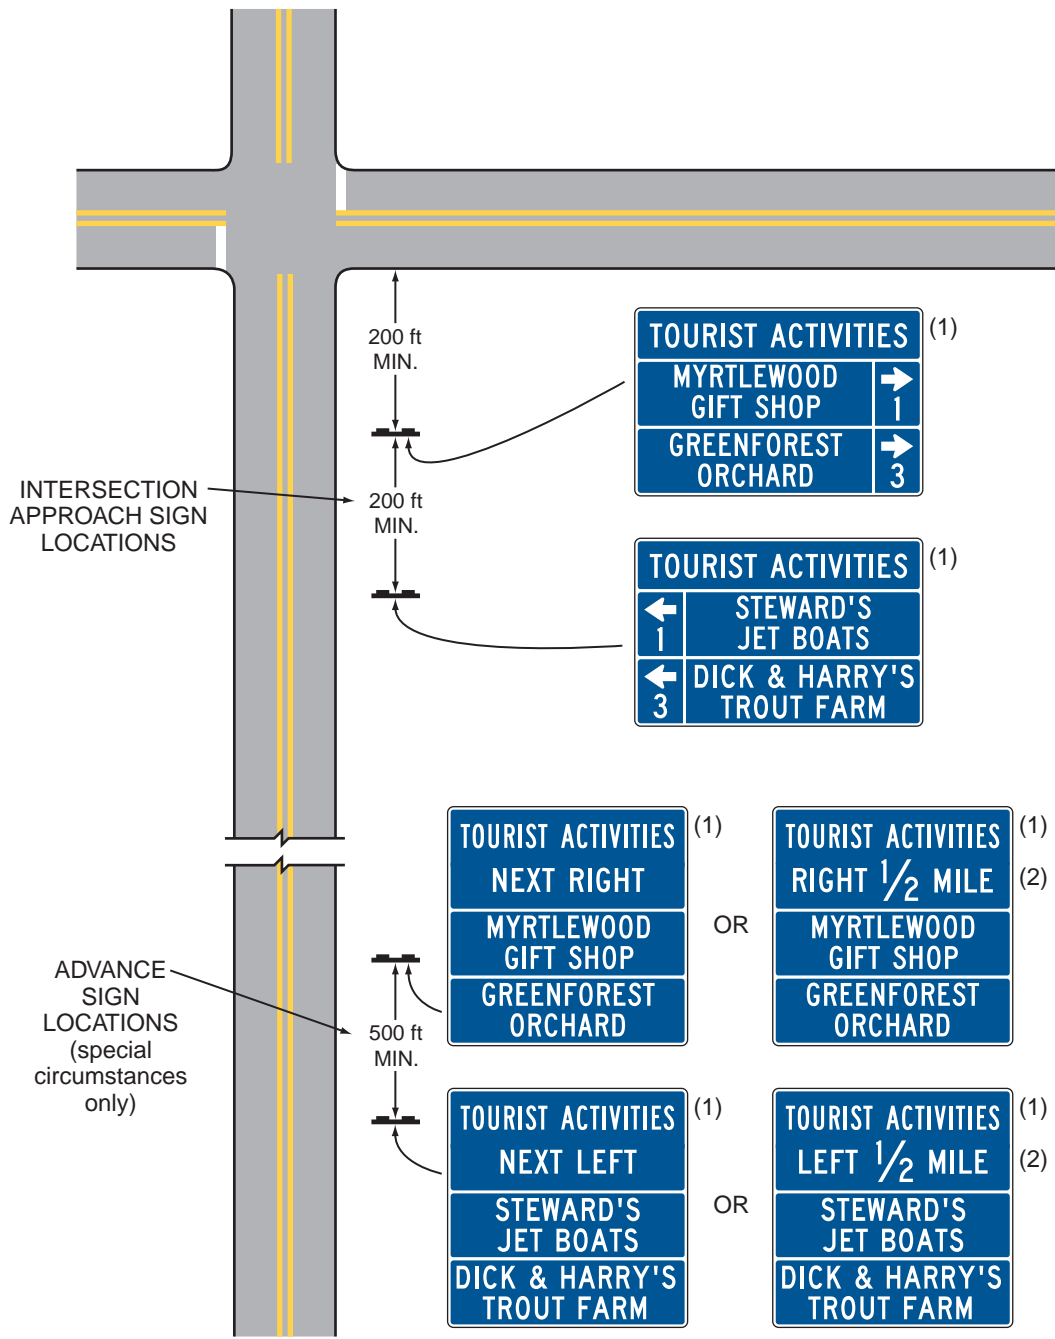 200 ft
MIN.
TOURIST ACTIVITIES (1)
MYRTLEWOOD
GIFT SHOP
1
GREENFOREST
ORCHARD
3
INTERSECTION
APPROACH SIGN
LOCATIONS
200 ft
MIN.
TOURIST ACTIVITIES (1)
STEWARD'S
JET BOATS
1
DICK & HARRY'S
TROUT FARM
3
ADVANCE
SIGN
LOCATIONS
(special
circumstances
only)
500 ft
MIN.
TOURIST ACTIVITIES (1)
NEXT RIGHT
MYRTLEWOOD
GIFT SHOP
GREENFOREST
ORCHARD
OR
TOURIST ACTIVITIES (1)
RIGHT 1/2 MILE (2)
MYRTLEWOOD
GIFT SHOP
GREENFOREST
ORCHARD
TOURIST ACTIVITIES (1)
NEXT LEFT
STEWARD'S
JET BOATS
DICK & HARRY'S
TROUT FARM
OR
TOURIST ACTIVITIES (1)
LEFT 1/2 MILE (2)
STEWARD'S
JET BOATS
DICK & HARRY'S
TROUT FARM